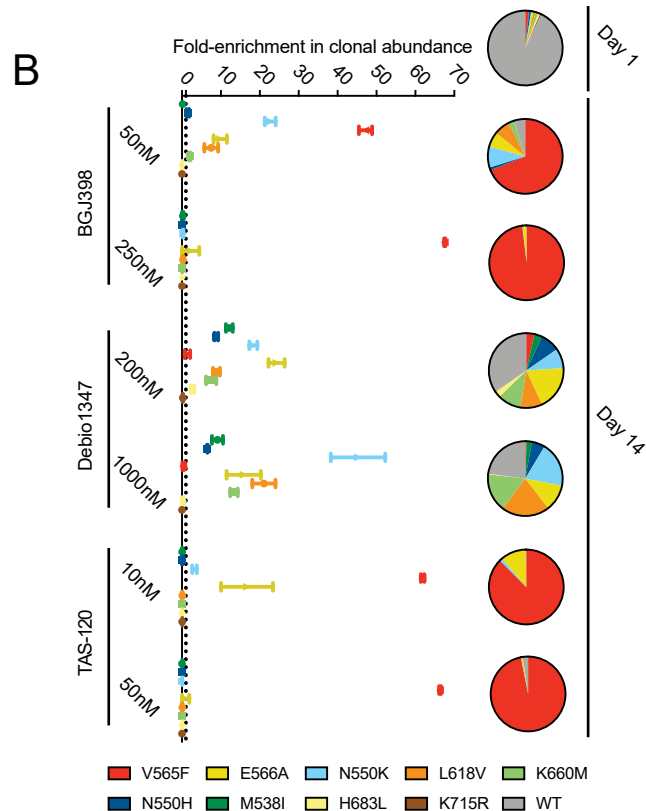 B
Fold-enrichment in clonal abundance
0 10 20 30 40 50 60 70
Day 1
BGJ398
50nM
250nM
Debio1347
200nM
1000nM
TAS-120
10nM
50nM
Day 14
V565F E566A N550K L618V K660M
N550H M538I H683L K715R WT